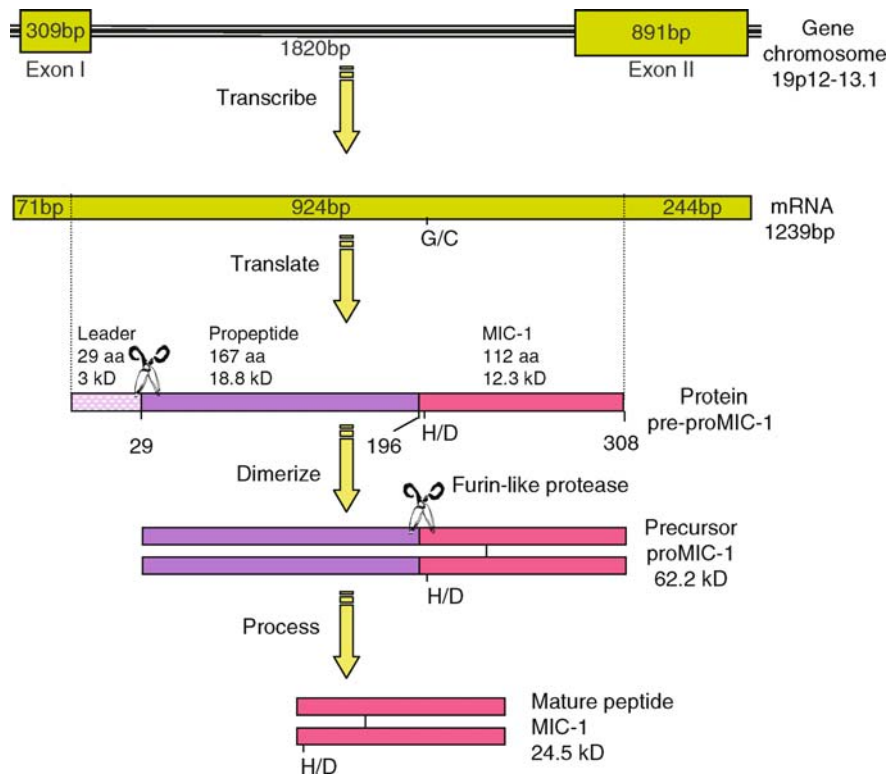 309bp
1820bp
891bp
Exon I
Exon II
Gene
chromosome
19p12-13.1
Transcribe
71bp
924bp
244bp
mRNA
1239bp
G/C
Translate
Leader
29 aa
3 kD
Propeptide
167 aa
18.8 kD
MIC-1
112 aa
12.3 kD
Protein
pre-proMIC-1
29
196
H/D
308
Dimerize
Furin-like protease
Precursor
proMIC-1
62.2 kD
H/D
Process
Mature peptide
MIC-1
24.5 kD
H/D